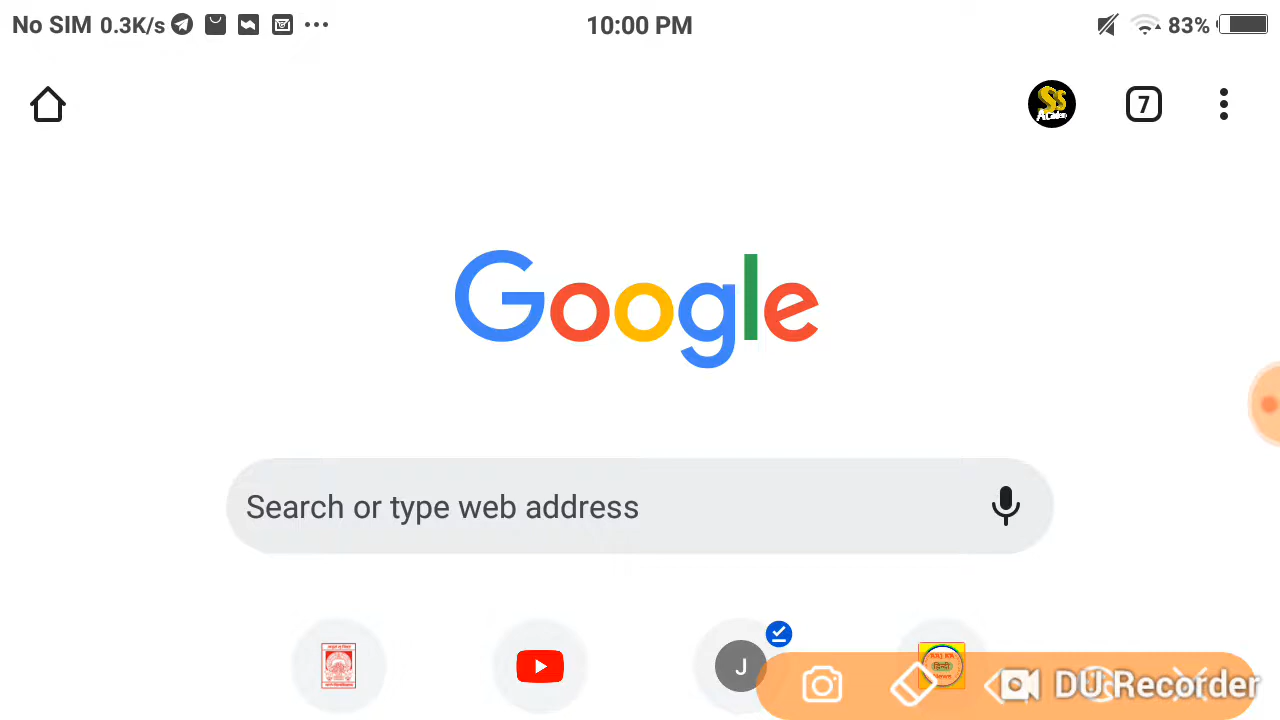 No SIM 0.3K/s 10:00 PM 83%
7
Google
Search or type web address
J
DU Recorder